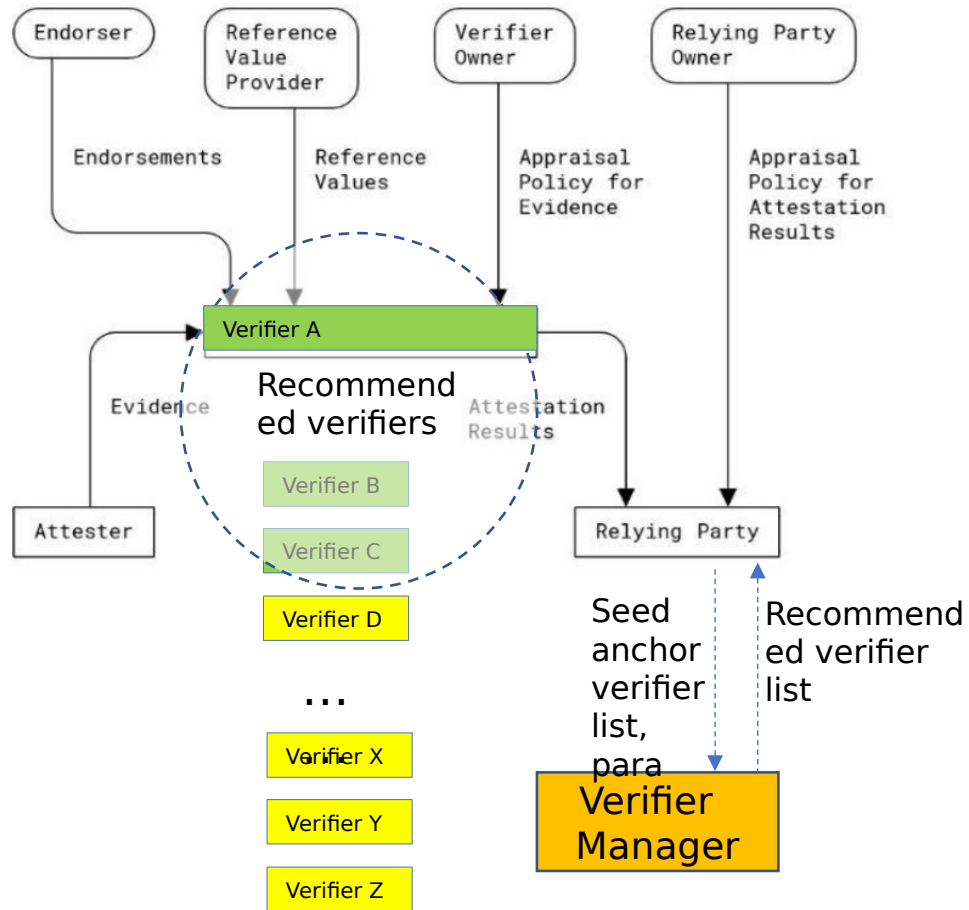 Endorser
Reference
Value
Provider
Verifier
Owner
Relying Party
Owner
Endorsements
Reference
Values
Appraisal
Policy for
Evidence
Appraisal
Policy for
Attestation
Results
Verifier A
Evidence
Recommend
ed verifiers
Attestation
Results
Verifier B
Verifier C
Attester
Relying Party
Verifier D
Seed
anchor
verifier
list,
para
Recommend
ed verifier
list
...
Verifier X
...
Verifier Y
Verifier Z
Verifier
Manager